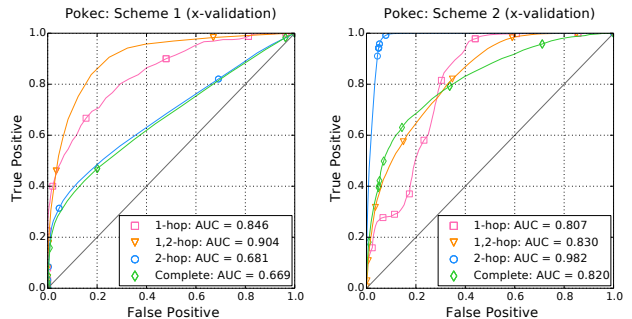 Pokec: Scheme 1 (x-validation)
True Positive
1.0
0.8
0.6
0.4
0.2
0.0
1-hop: AUC = 0.846
1,2-hop: AUC = 0.904
2-hop: AUC = 0.681
Complete: AUC = 0.669
0.0 0.2 0.4 0.6 0.8 1.0
False Positive
Pokec: Scheme 2 (x-validation)
True Positive
1.0
0.8
0.6
0.4
0.2
0.0
1-hop: AUC = 0.807
1,2-hop: AUC = 0.830
2-hop: AUC = 0.982
Complete: AUC = 0.820
0.0 0.2 0.4 0.6 0.8 1.0
False Positive